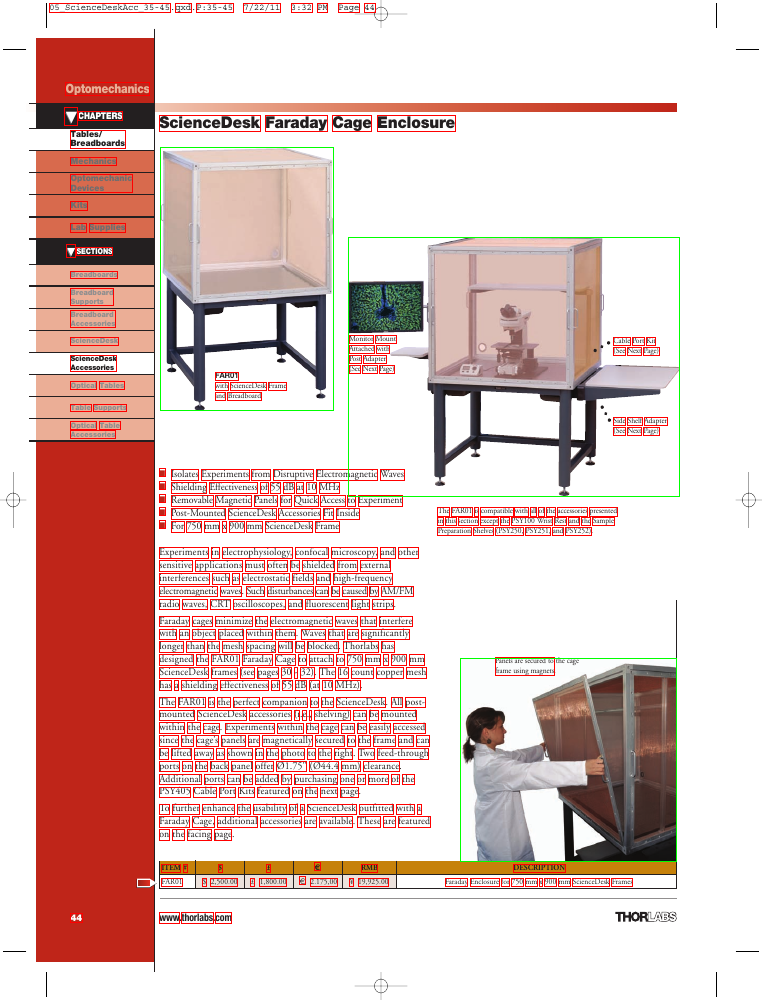 05 ScienceDeskAcc 35-45.qxd.P:35-45 7/22/11 3:32 PM Page 44
Optomechanics
CHAPTERS
Tables/
Breadboards
Mechanics
Optomechanic
Devices
Kits
Lab Supplies
SECTIONS
Breadboards
Breadboard
Supports
Breadboard
Accessories
ScienceDesk
ScienceDesk
Accessories
Optical Tables
Table Supports
Optical Table
Accessories
ScienceDesk Faraday Cage Enclosure
FAR01
with ScienceDesk Frame
and Breadboard
Monitor Mount
Attached with
Post Adapter
(See Next Page)
Cable Port Kit
(See Next Page)
Side Shelf Adapter
(See Next Page)
Isolates Experiments from Disruptive Electromagnetic Waves
Shielding Effectiveness of 55 dB at 10 MHz
Removable Magnetic Panels for Quick Access to Experiment
Post-Mounted ScienceDesk Accessories Fit Inside
For 750 mm x 900 mm ScienceDesk Frame
The FAR01 is compatible with all of the accessories presented
in this section except the PSY100 Wrist Rest and the Sample
Preparation Shelves (PSY250, PSY251, and PSY252).
Experiments in electrophysiology, confocal microscopy, and other
sensitive applications must often be shielded from external
interferences such as electrostatic fields and high-frequency
electromagnetic waves. Such disturbances can be caused by AM/FM
radio waves, CRT oscilloscopes, and fluorescent light strips.
Faraday cages minimize the electromagnetic waves that interfere
with an object placed within them. Waves that are significantly
longer than the mesh spacing will be blocked. Thorlabs has
designed the FAR01 Faraday Cage to attach to 750 mm x 900 mm
ScienceDesk frames (see pages 30 - 32). The 16 count copper mesh
has a shielding effectiveness of 55 dB (at 10 MHz).
The FAR01 is the perfect companion to the ScienceDesk. All post-
mounted ScienceDesk accessories (i.e. shelving) can be mounted
within the cage. Experiments within the cage can be easily accessed
since the cage's panels are magnetically secured to the frame and can
be lifted away as shown in the photo to the right. Two feed-through
ports on the back panel offer Ø1.75" (Ø44.4 mm) clearance.
Additional ports can be added by purchasing one or more of the
PSY405 Cable Port Kits featured on the next page.
To further enhance the usability of a ScienceDesk outfitted with a
Faraday Cage, additional accessories are available. These are featured
on the facing page.
Panels are secured to the cage
frame using magnets.
ITEM # $ £ € RMB DESCRIPTION
FAR01 $ 2,500.00 £ 1,800.00 € 2.175,00 ¥ 19,925.00 Faraday Enclosure for 750 mm x 900 mm ScienceDesk Frames
44
www.thorlabs.com
THORLABS